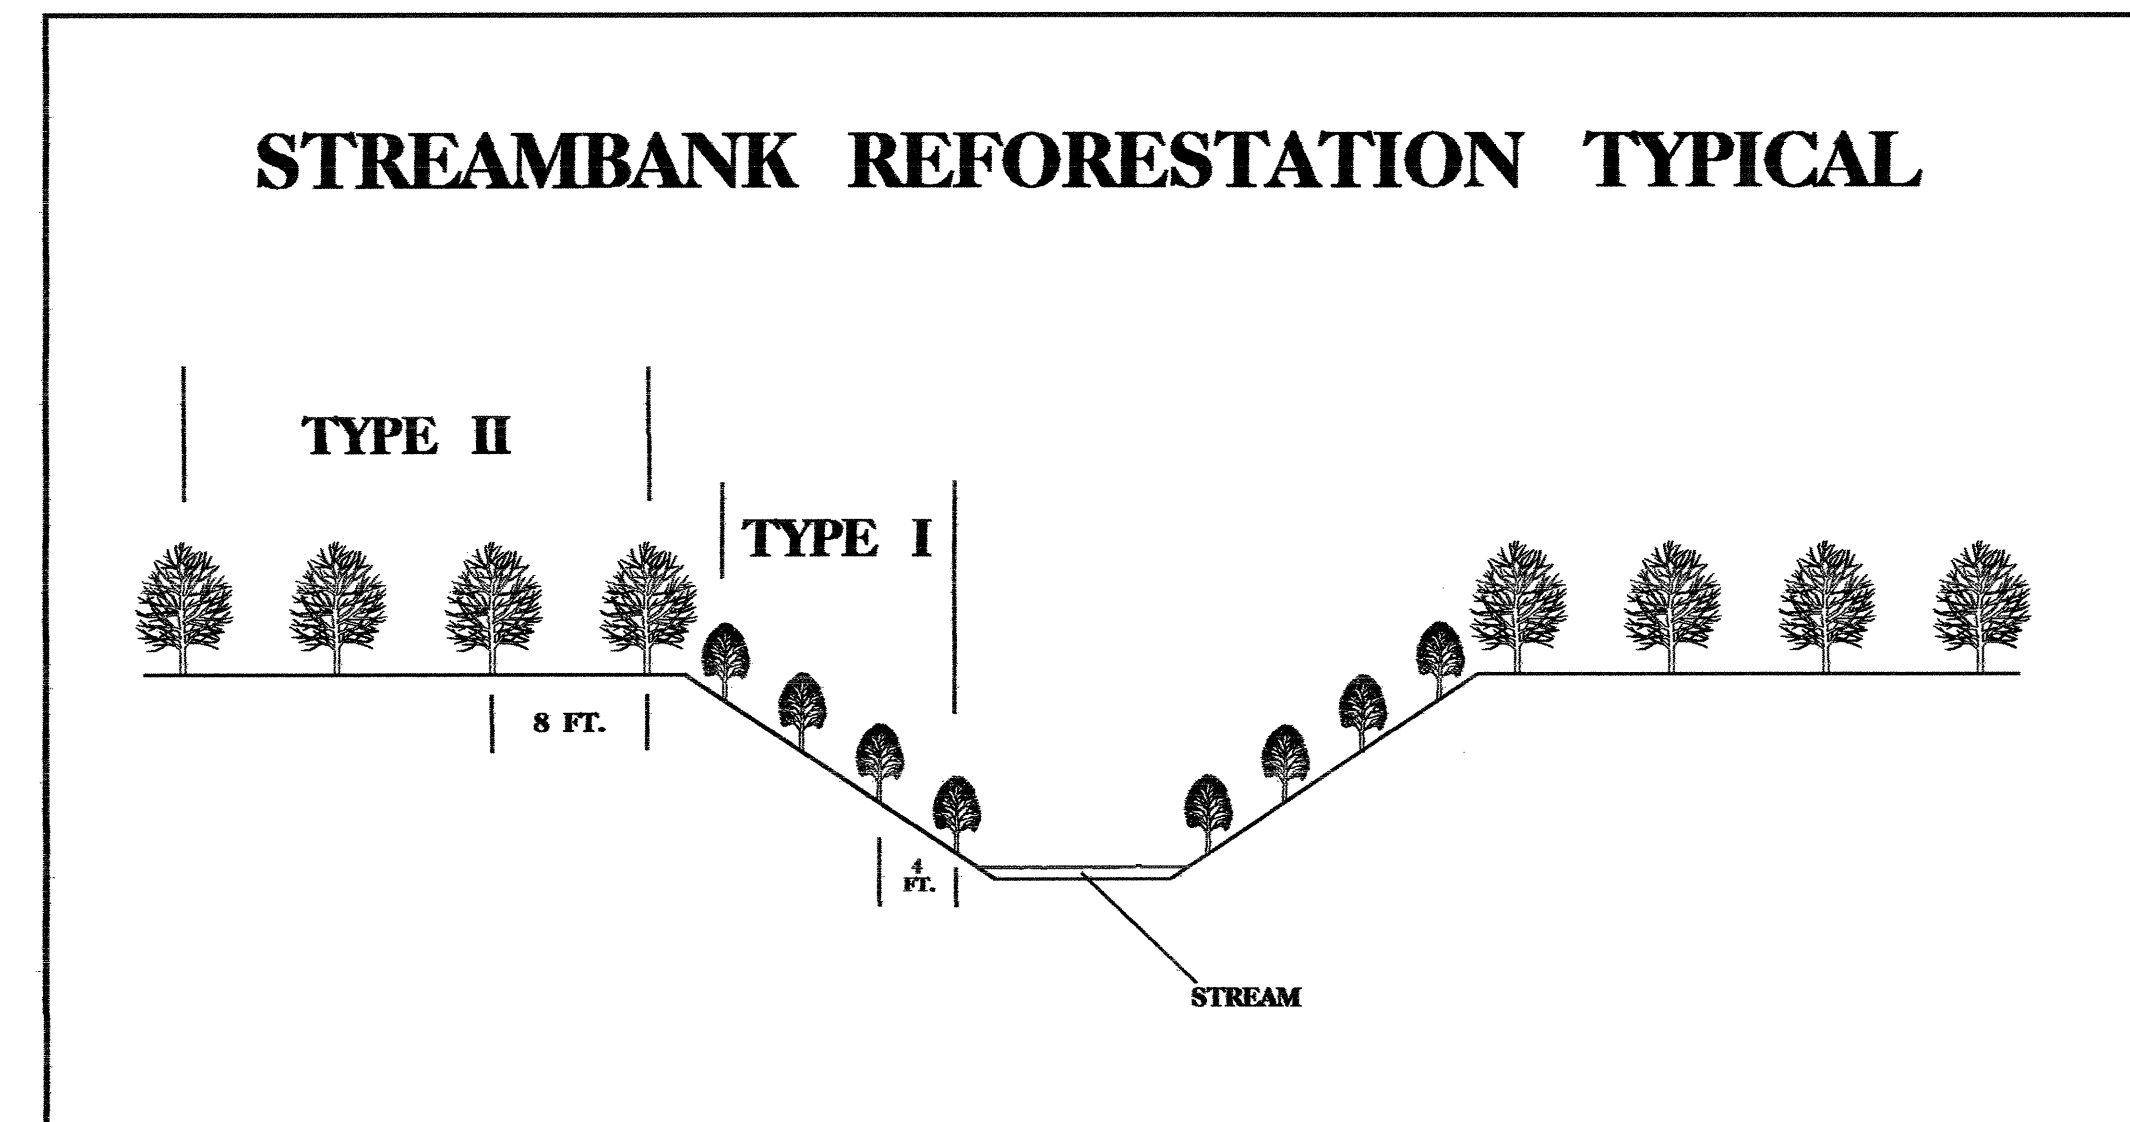 STREAMBANK REFORESTATION TYPICAL
TYPE II
TYPE I
8 FT.
4
FT.
STREAM